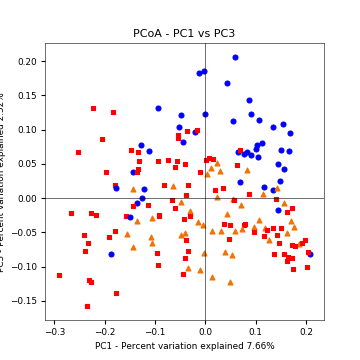 PCoA - PC1 vs PC3
PC3 - Percent variation explained 2.52%
0.20
0.15
0.10
0.05
0.00
−0.05
−0.10
−0.15
−0.3 −0.2 −0.1 0.0 0.1 0.2
PC1 - Percent variation explained 7.66%